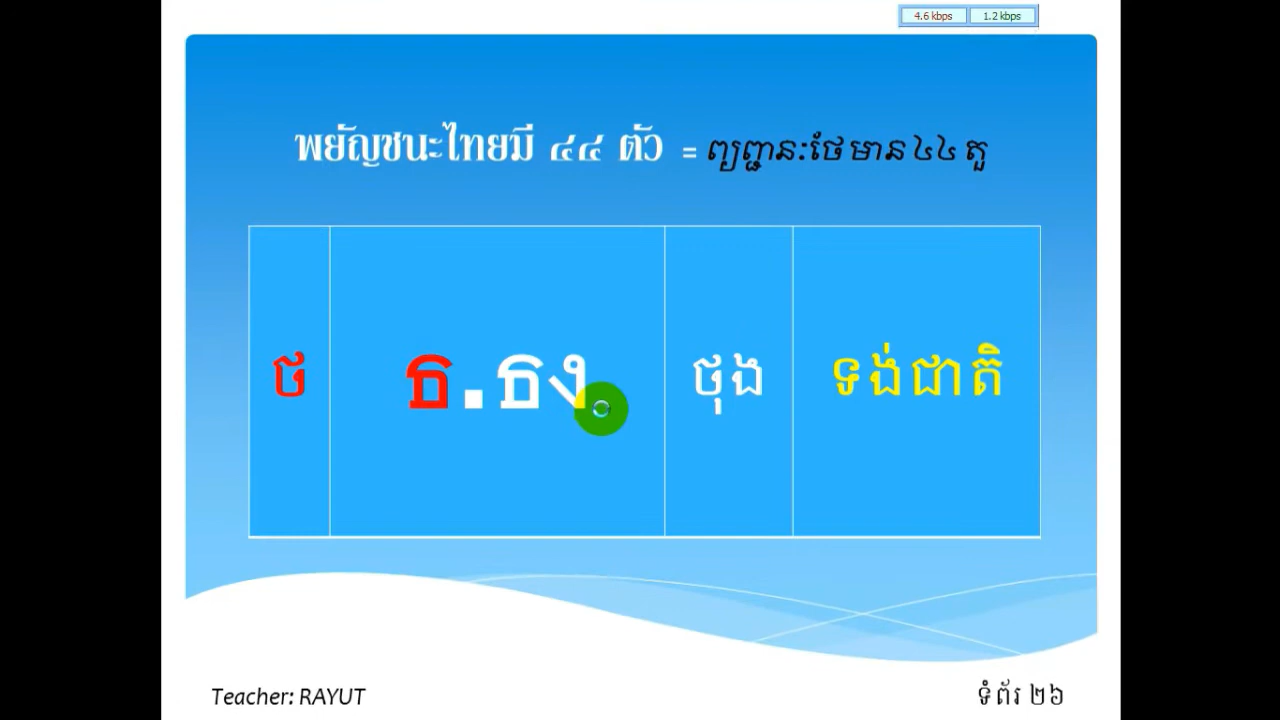 4.6 kbps 1.2 kbps
พยัญชนะไทยมี ๔๔ ตัว = ព្យញ្ជានៈថៃ មាន ៤៤ តួ
ថ ธ.ธง ថុង ទង់ជាតិ
Teacher: RAYUT ទំព័រ ២៦